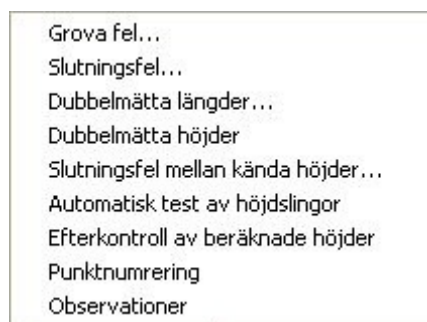 Grova fel...
Slutningsfel...
Dubbelmätta längder...
Dubbelmätta höjder
Slutningsfel mellan kända höjder...
Automatisk test av höjdslingor
Efterkontroll av beräknade höjder
Punktnumrering
Observationer